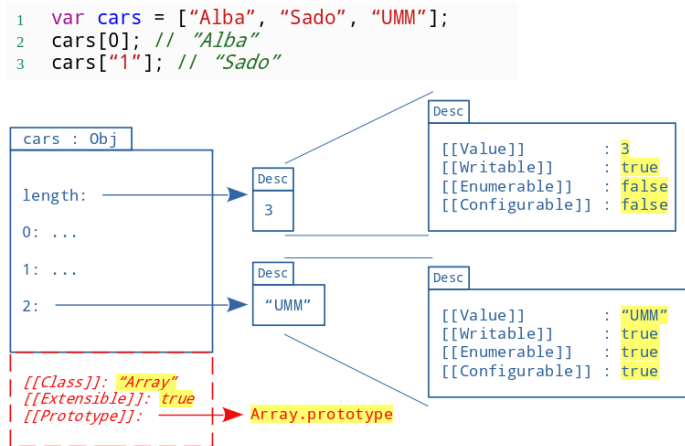 1 var cars = [“Alba”, “Sado”, “UMM”];
2 cars[0]; // ”Alba”
3 cars[“1”]; // “Sado”
cars : Obj
length:
0: ...
1: ...
2:
[[Class]]: “Array”
[[Extensible]]: true
[[Prototype]]:
Array.prototype
Desc
3
Desc
“UMM”
Desc
[[Value]] : 3
[[Writable]] : true
[[Enumerable]] : false
[[Configurable]] : false
Desc
[[Value]] : “UMM”
[[Writable]] : true
[[Enumerable]] : true
[[Configurable]] : true